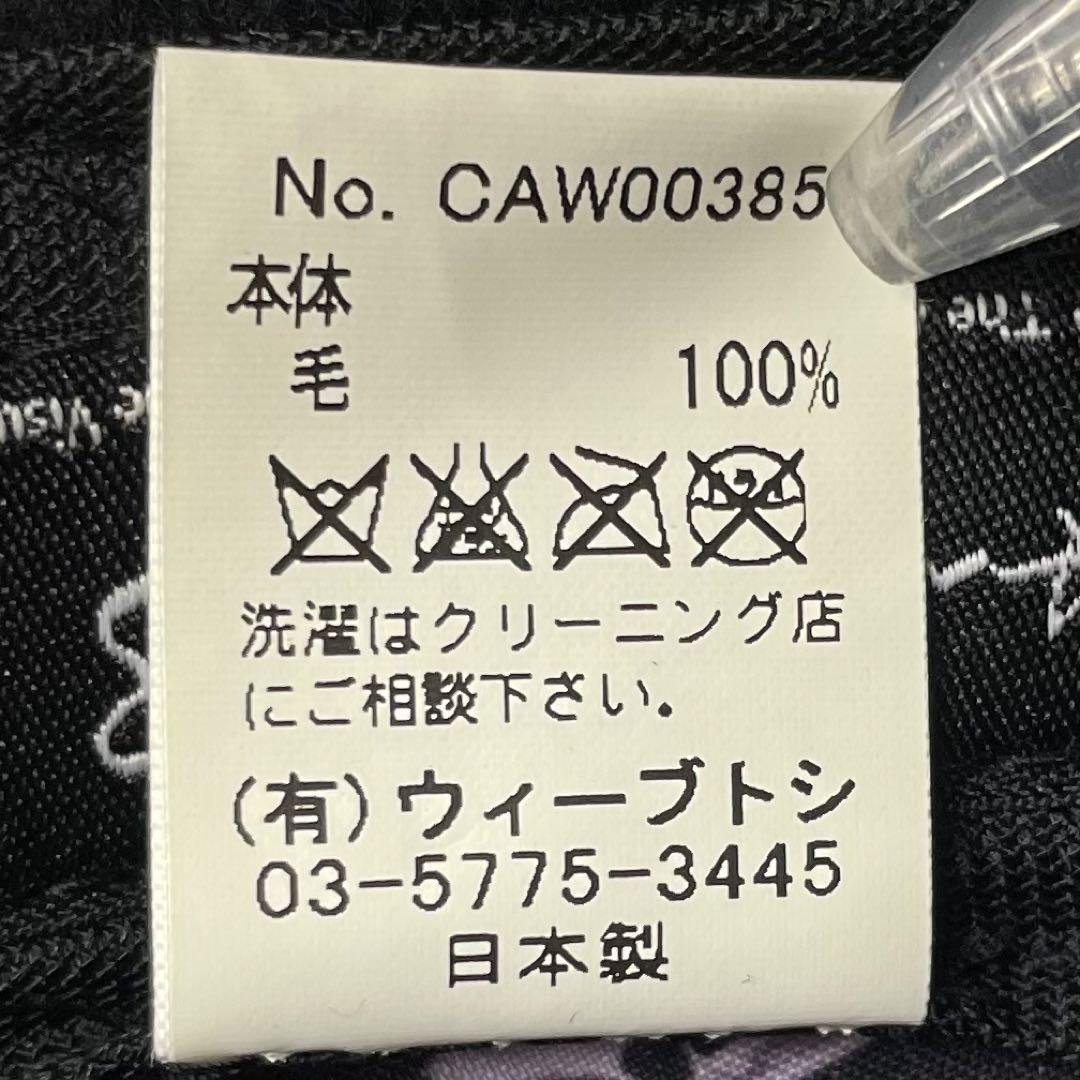 No. CAW00385
本体
毛 100%
洗濯はクリーニング店
にご相談下さい。
(有)ウィーブトシ
03-5775-3445
日本製